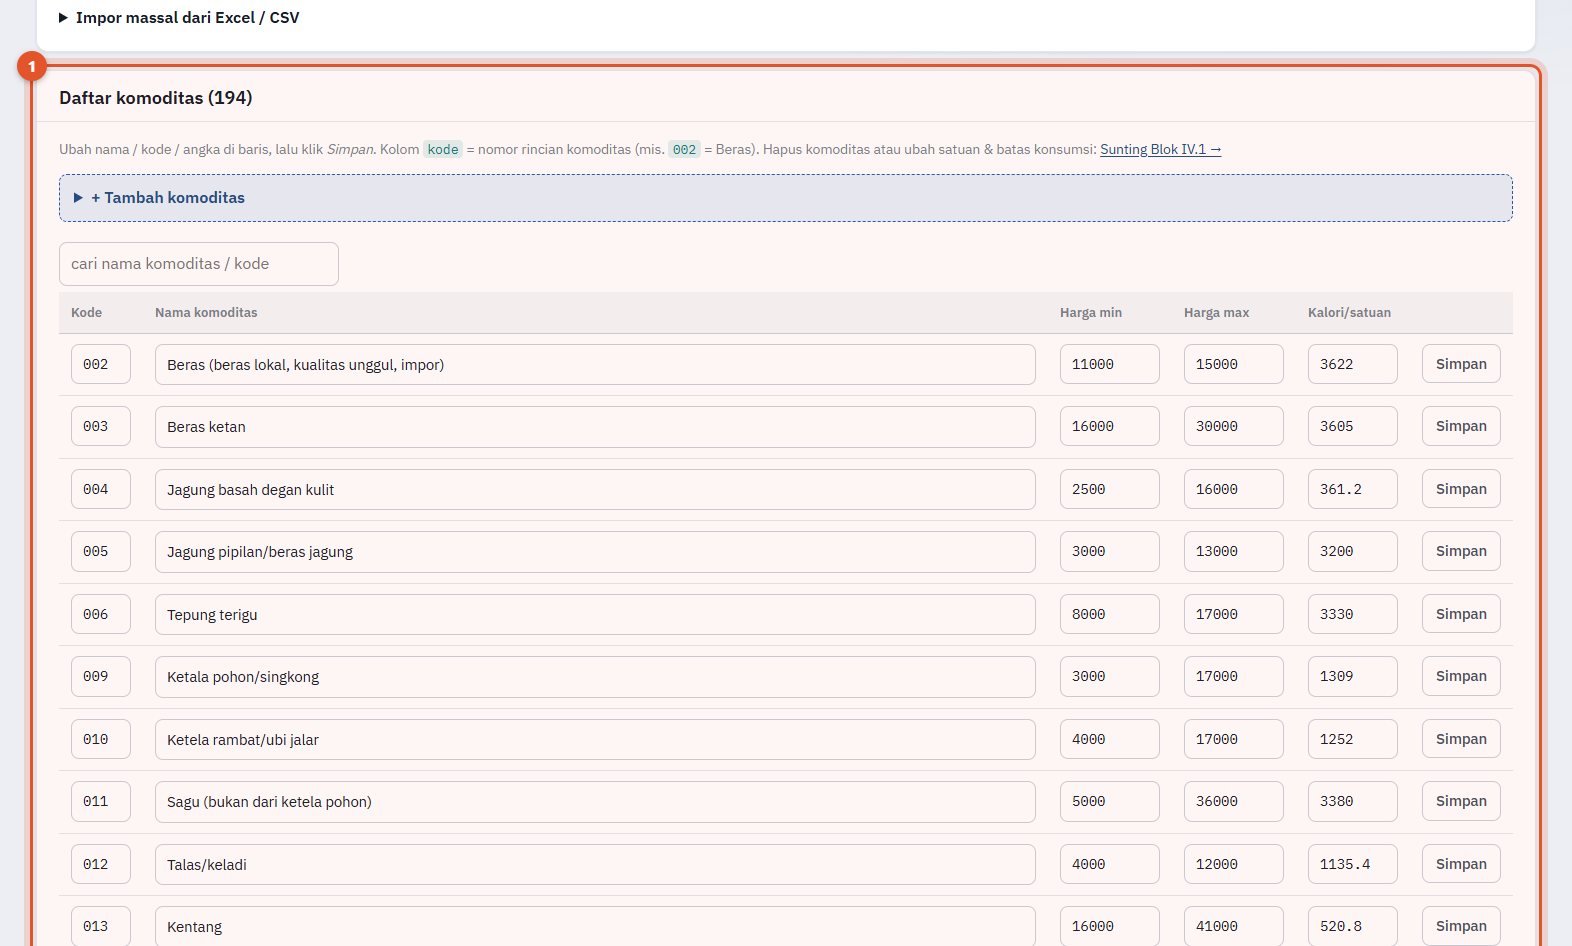 ▶ Impor massal dari Excel / CSV
1
Daftar komoditas (194)
Ubah nama / kode / angka di baris, lalu klik Simpan. Kolom kode = nomor rincian komoditas (mis. 002 = Beras). Hapus komoditas atau ubah satuan & batas konsumsi: Sunting Blok IV.1 →
▶ + Tambah komoditas
cari nama komoditas / kode
Kode Nama komoditas Harga min Harga max Kalori/satuan
002 Beras (beras lokal, kualitas unggul, impor) 11000 15000 3622 Simpan
003 Beras ketan 16000 30000 3605 Simpan
004 Jagung basah degan kulit 2500 16000 361.2 Simpan
005 Jagung pipilan/beras jagung 3000 13000 3200 Simpan
006 Tepung terigu 8000 17000 3330 Simpan
009 Ketala pohon/singkong 3000 17000 1309 Simpan
010 Ketela rambat/ubi jalar 4000 17000 1252 Simpan
011 Sagu (bukan dari ketela pohon) 5000 36000 3380 Simpan
012 Talas/keladi 4000 12000 1135.4 Simpan
013 Kentang 16000 41000 520.8 Simpan